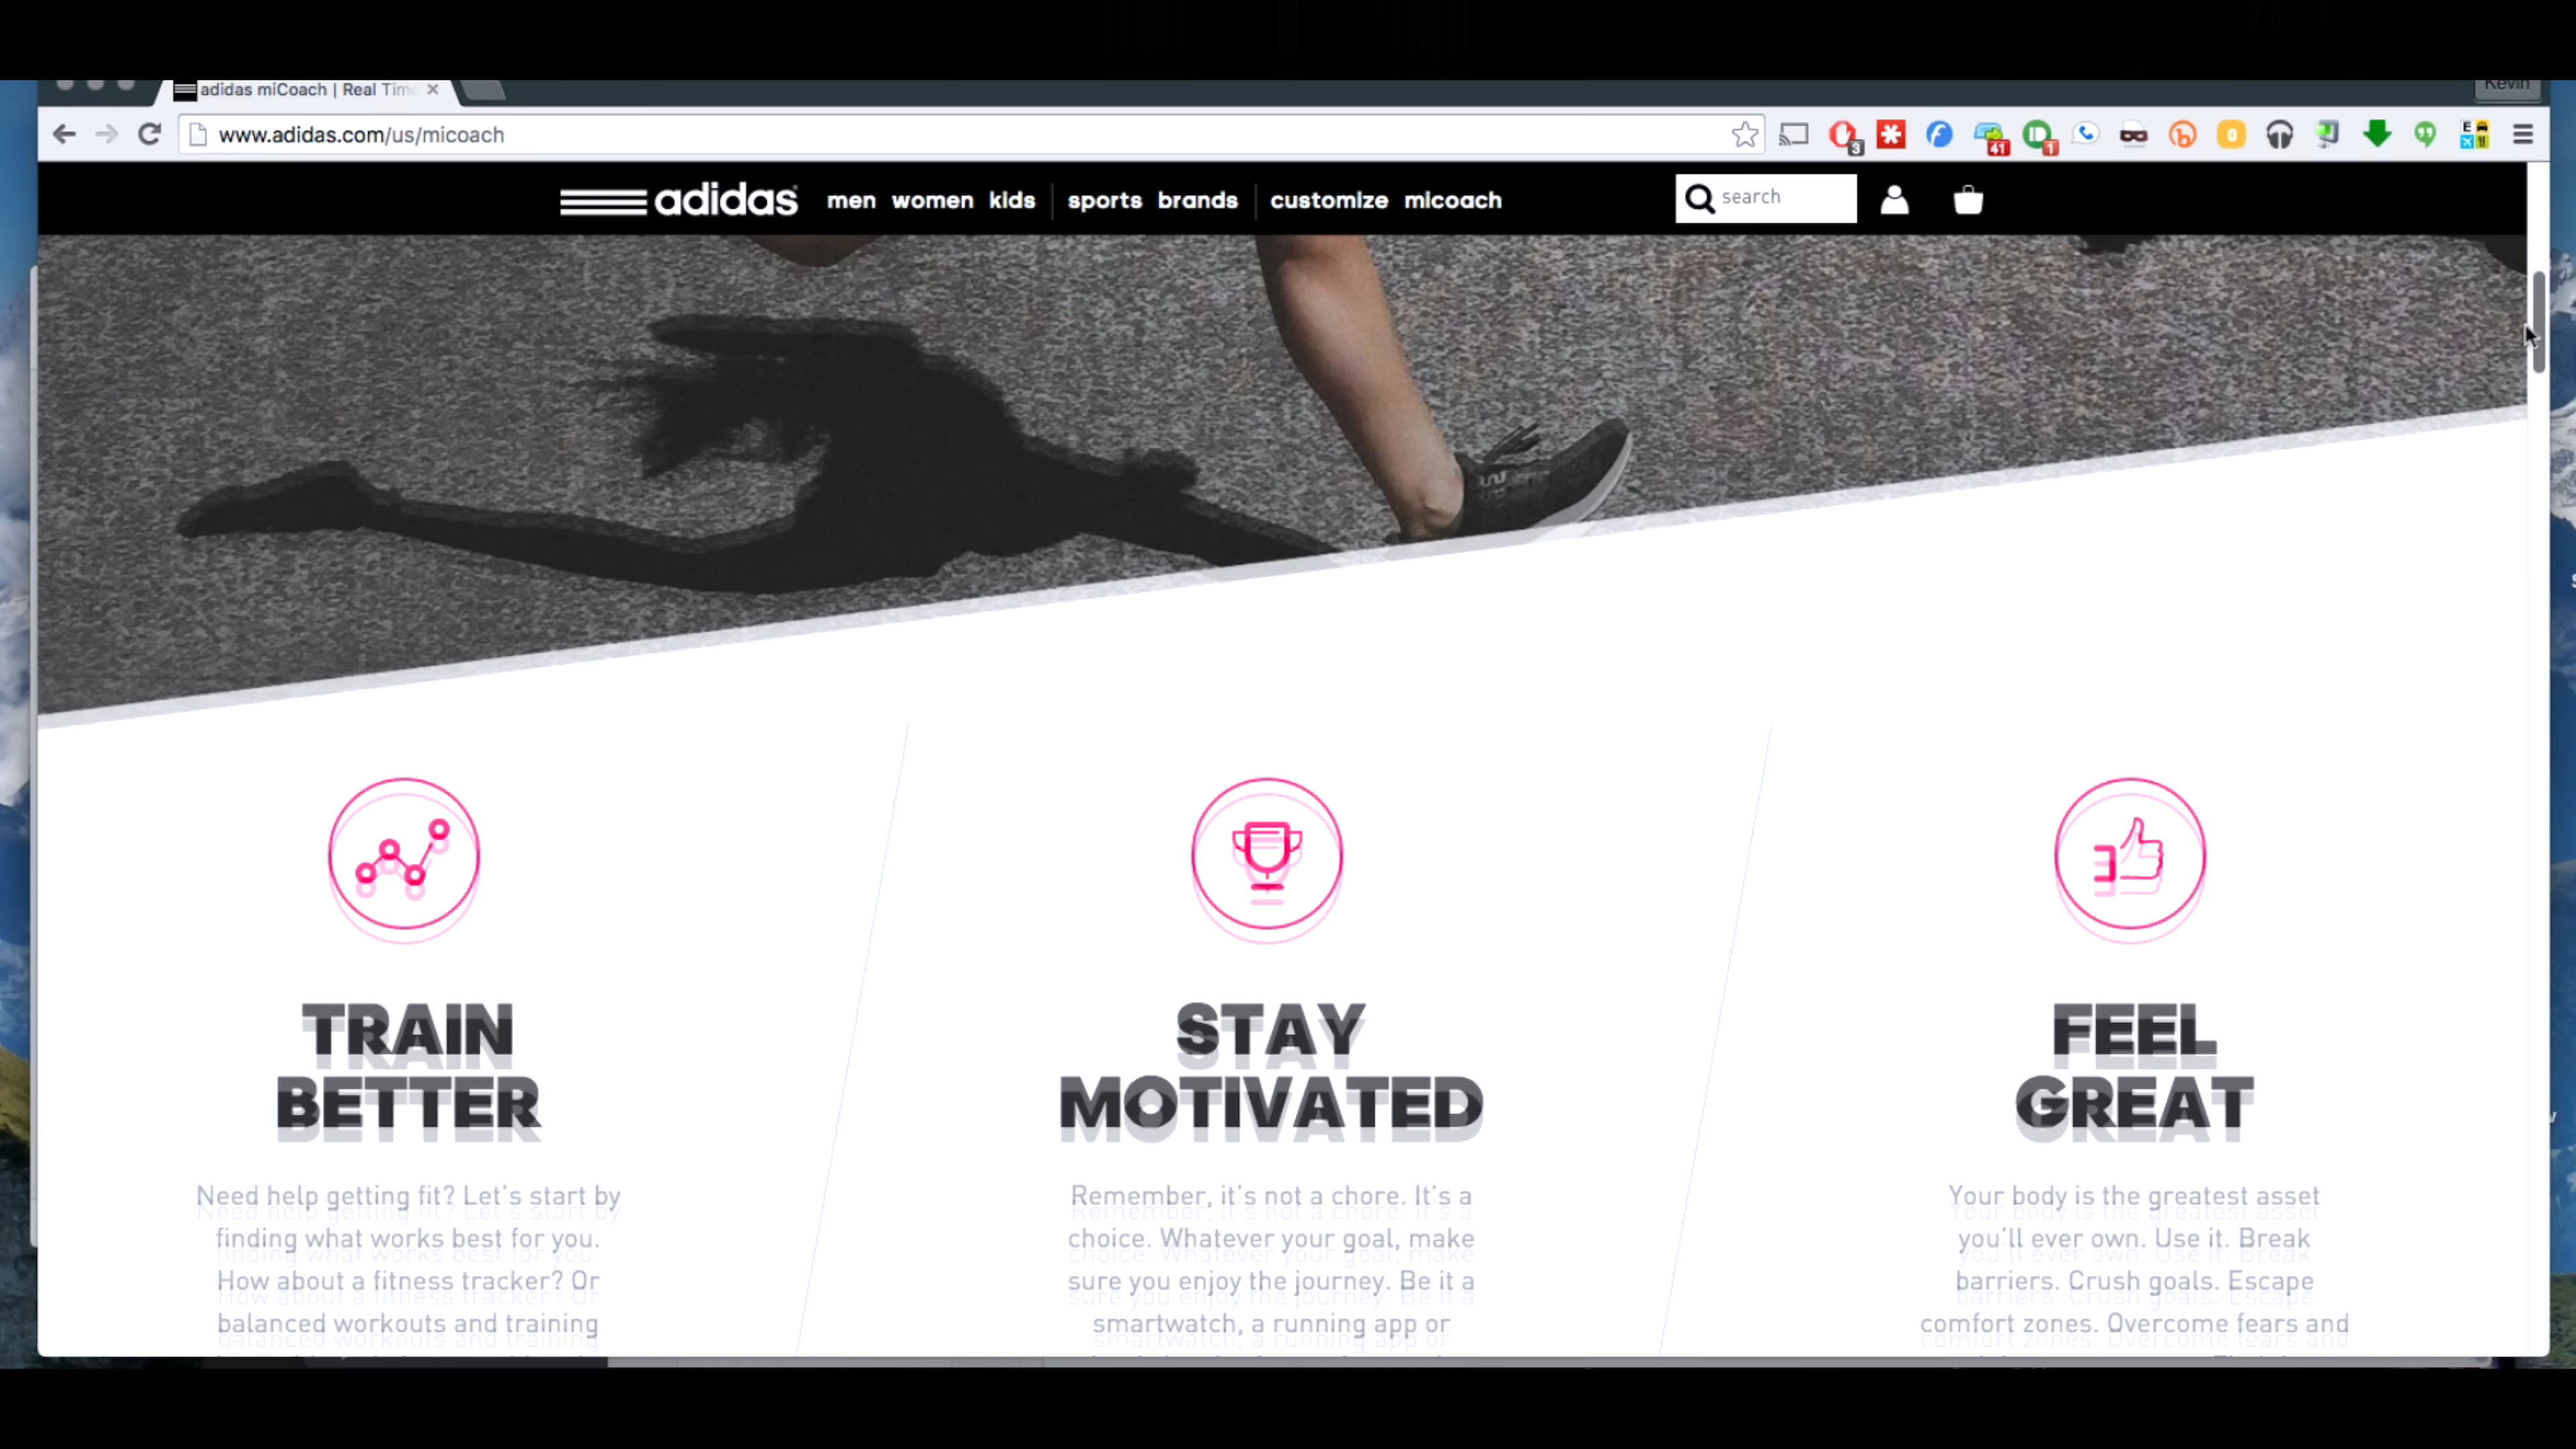 adidas miCoach | Real Tim
Kevin
www.adidas.com/us/micoach
3
41
1
adidas men women kids sports brands customize micoach search
TRAIN
BETTER
Need help getting fit? Let's start by
finding what works best for you.
How about a fitness tracker? Or
balanced workouts and training
STAY
MOTIVATED
Remember, it's not a chore. It's a
choice. Whatever your goal, make
sure you enjoy the journey. Be it a
smartwatch, a running app or
FEEL
GREAT
Your body is the greatest asset
you'll ever own. Use it. Break
barriers. Crush goals. Escape
comfort zones. Overcome fears and